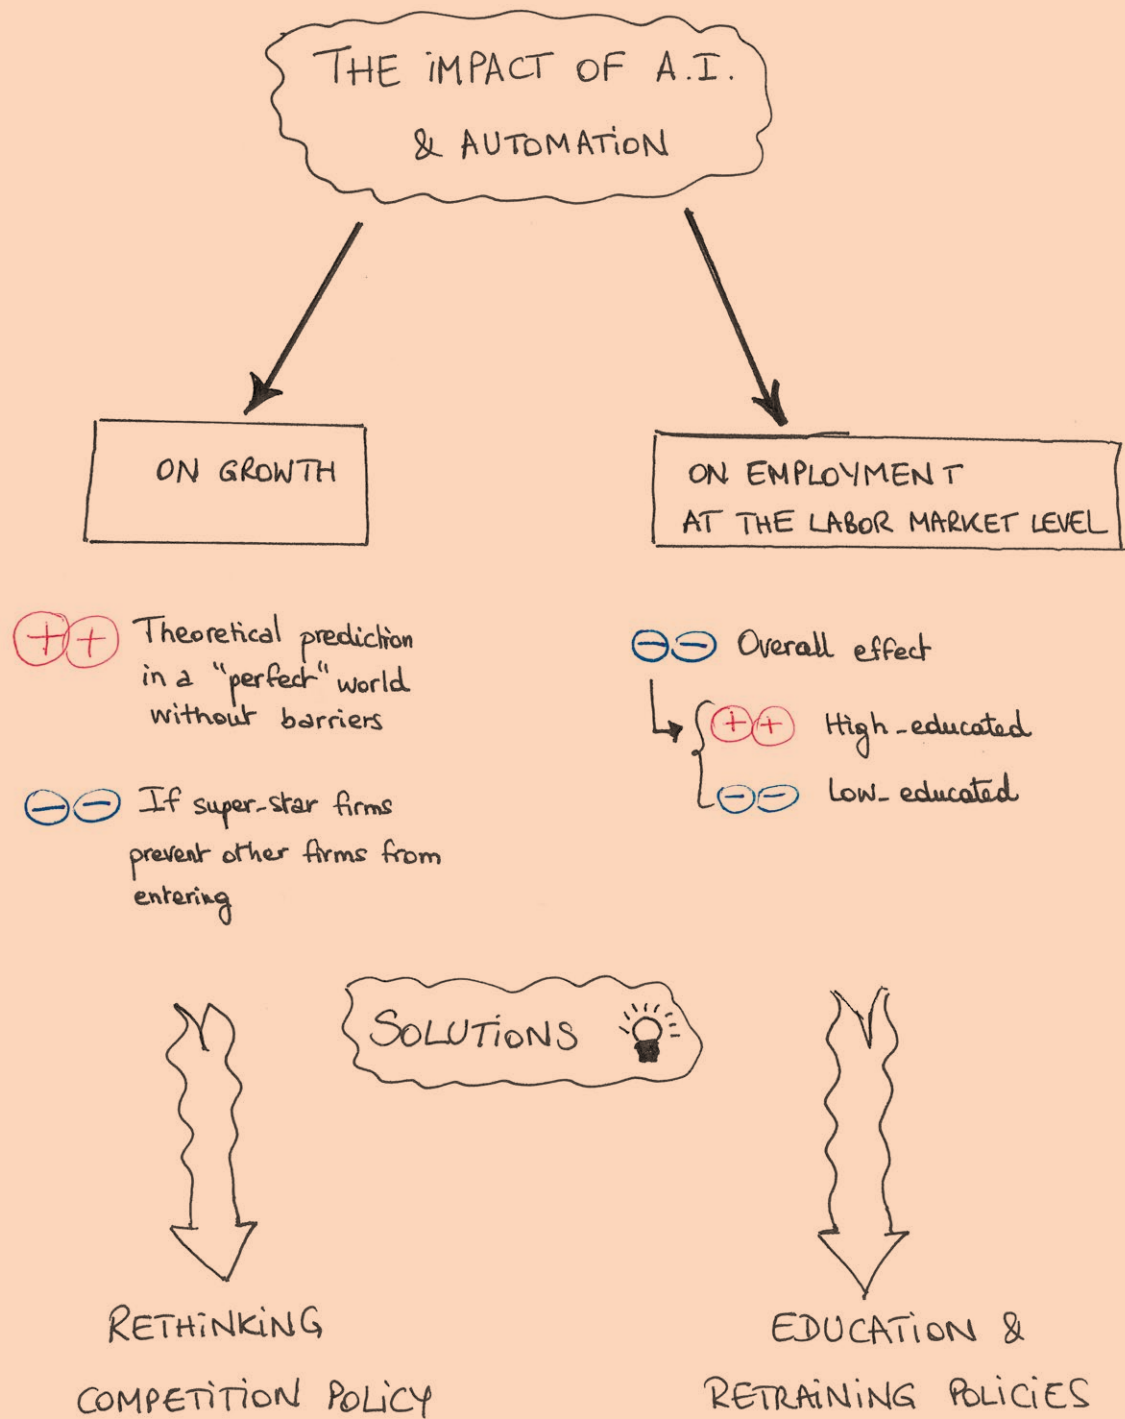 THE iMPACT OF A.I.
& AUTOMATiON
ON GROWTH
ON EMPLOYMENT
AT THE LABOR MARKET LEVEL
++ Theoretical prediction
in a "perfect" world
without barriers
−− If super-star firms
prevent other firms from
entering
−− Overall effect
++ High-educated
−− Low-educated
SOLUTiONS
RETHiNKiNG
COMPETiTiON POLiCY
EDUCATiON &
RETRAiNiNG POLiCiES